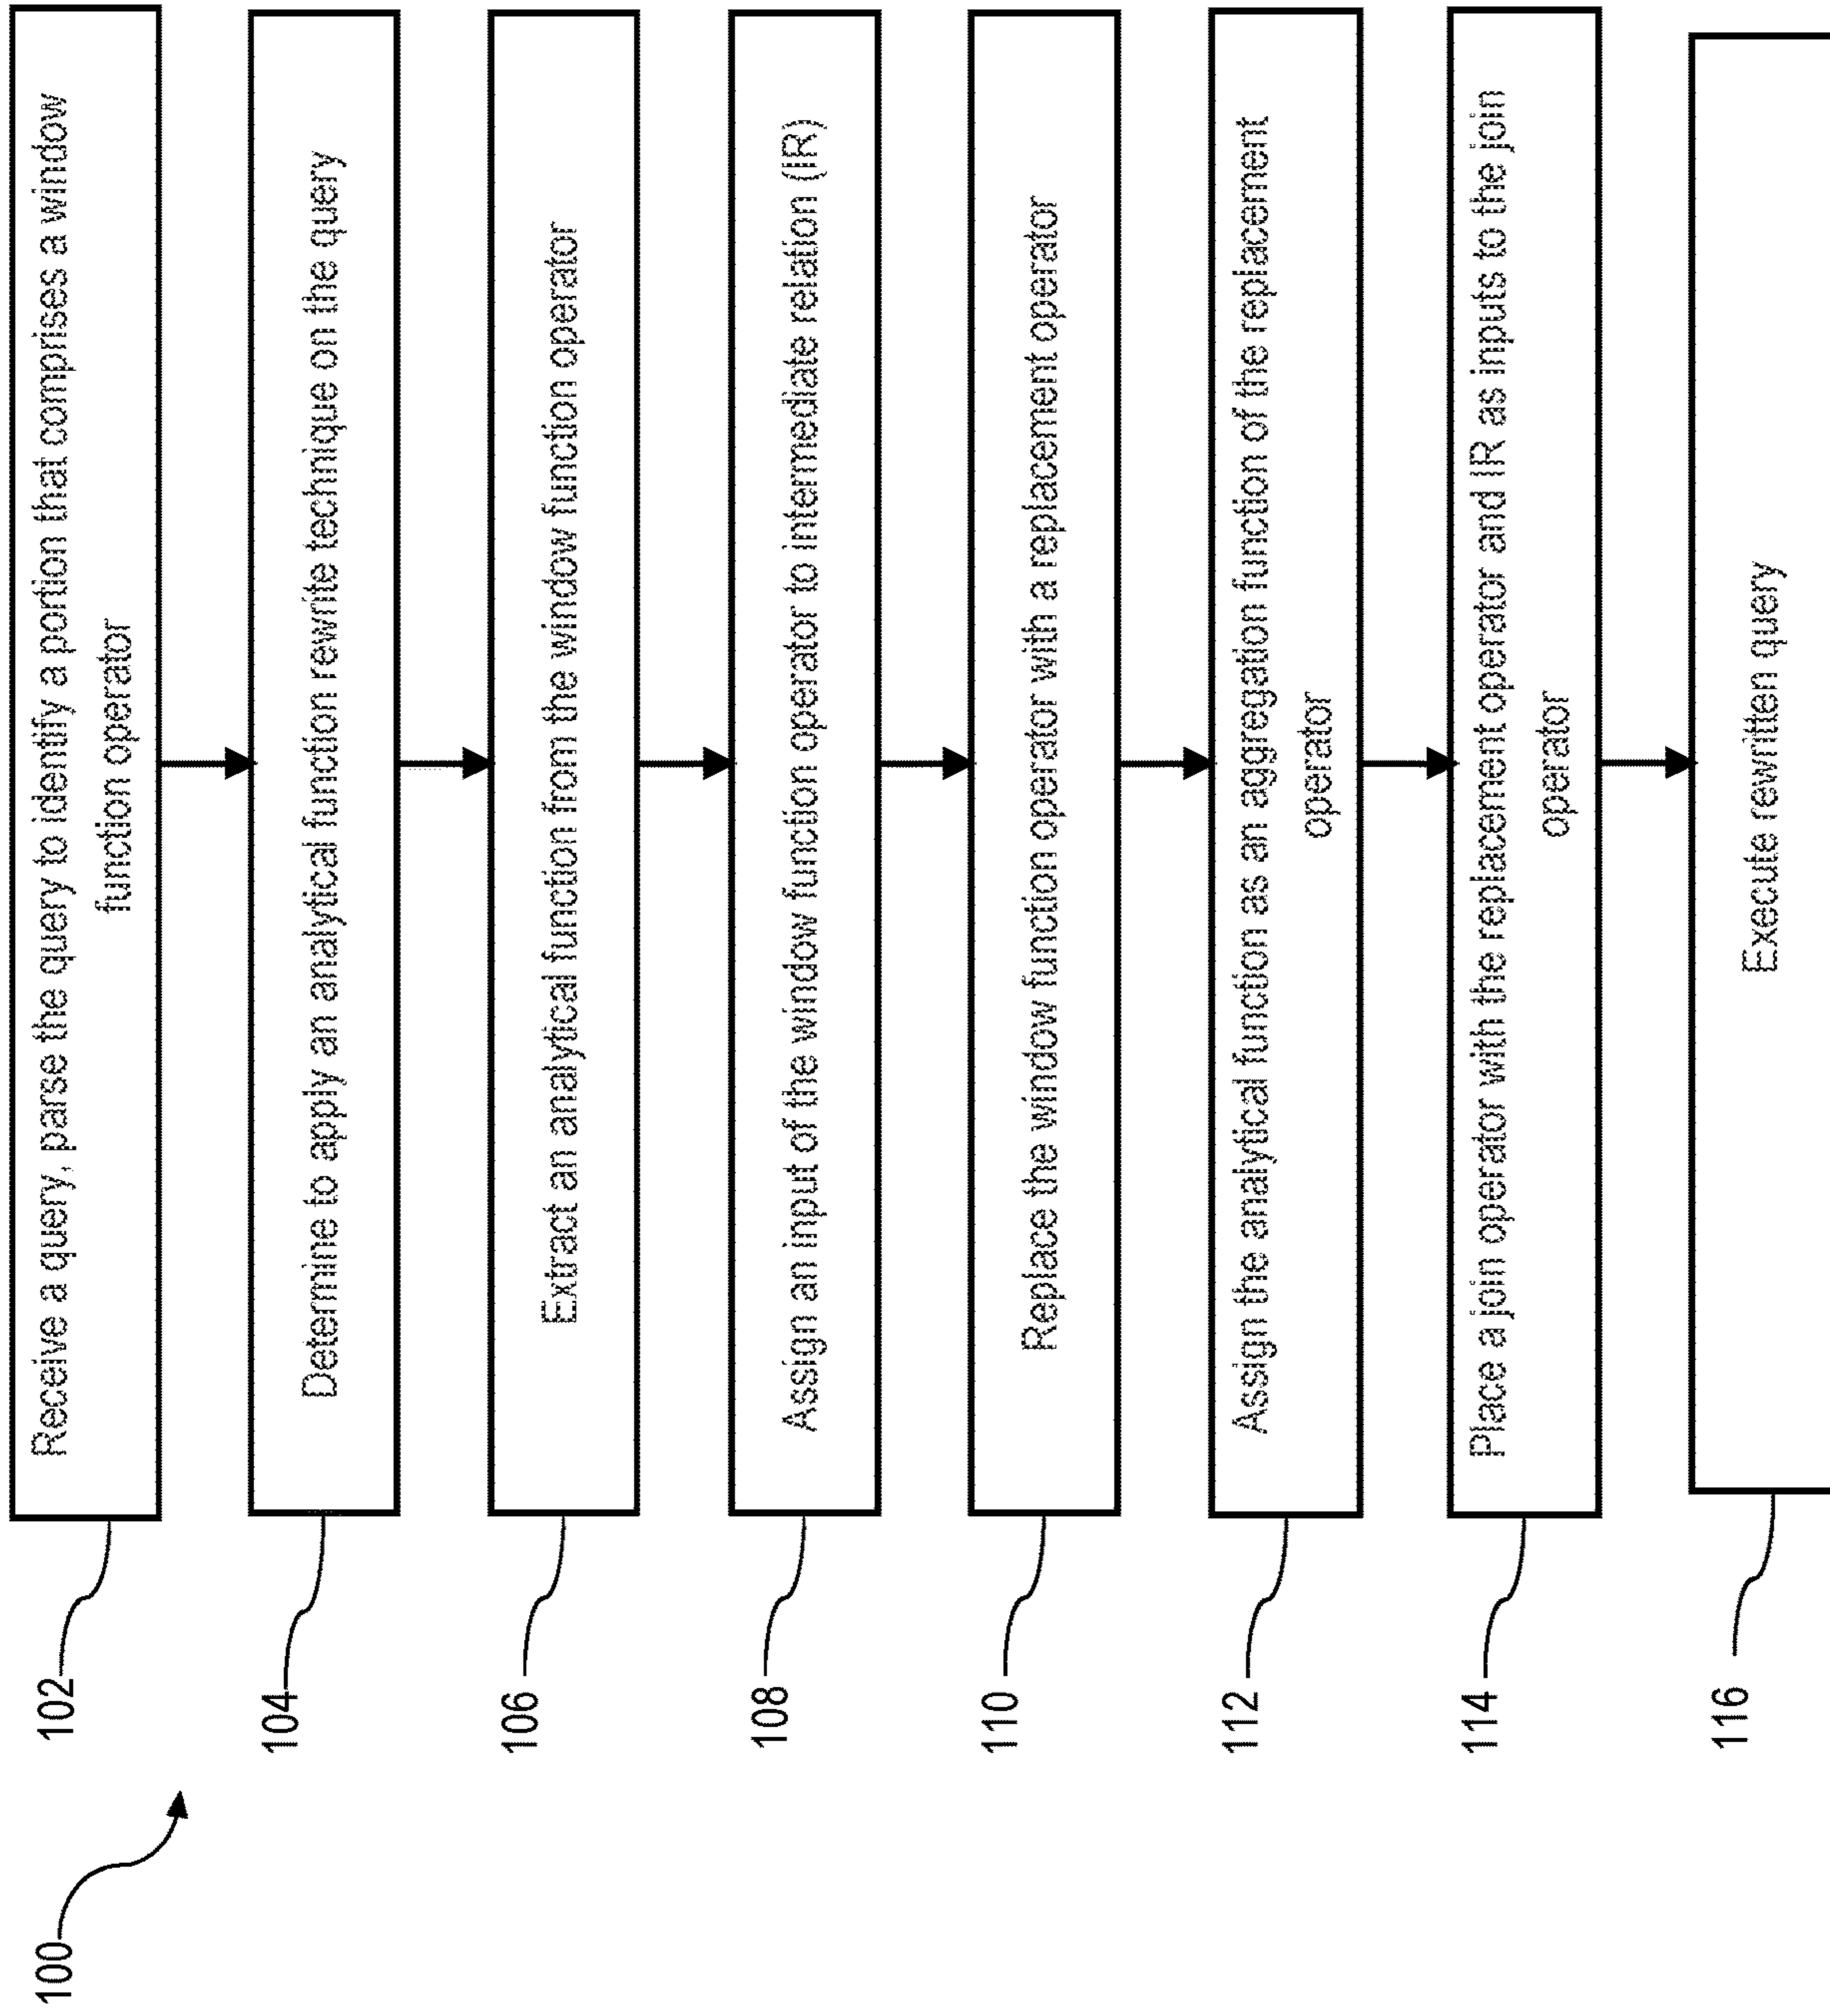 100
102
Receive a query, parse the query to identify a portion that comprises a window
function operator
104
Determine to apply an analytical function rewrite technique on the query
106
Extract an analytical function from the window function operator
108
Assign an input of the window function operator to intermediate relation (IR)
110
Replace the window function operator with a replacement operator
112
Assign the analytical function as an aggregation function of the replacement
operator
114
Place a join operator with the replacement operator and IR as inputs to the join
operator
116
Execute rewritten query